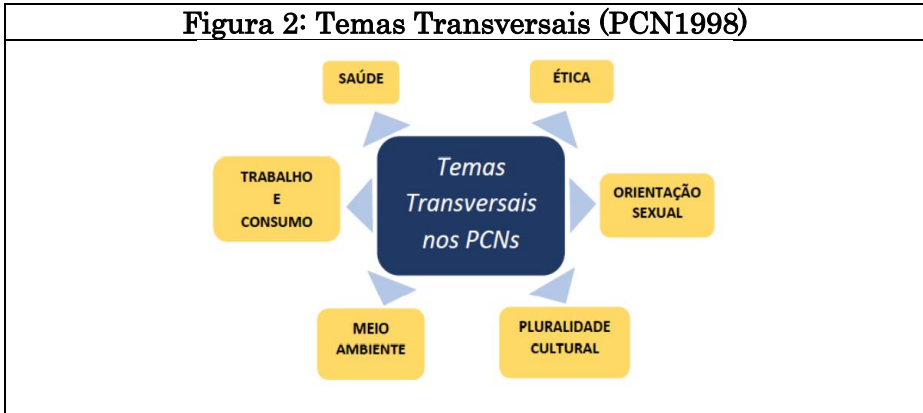 Figura 2: Temas Transversais (PCN1998)
SAÚDE
ÉTICA
TRABALHO
E
CONSUMO
Temas
Transversais
nos PCNs
ORIENTAÇÃO
SEXUAL
MEIO
AMBIENTE
PLURALIDADE
CULTURAL